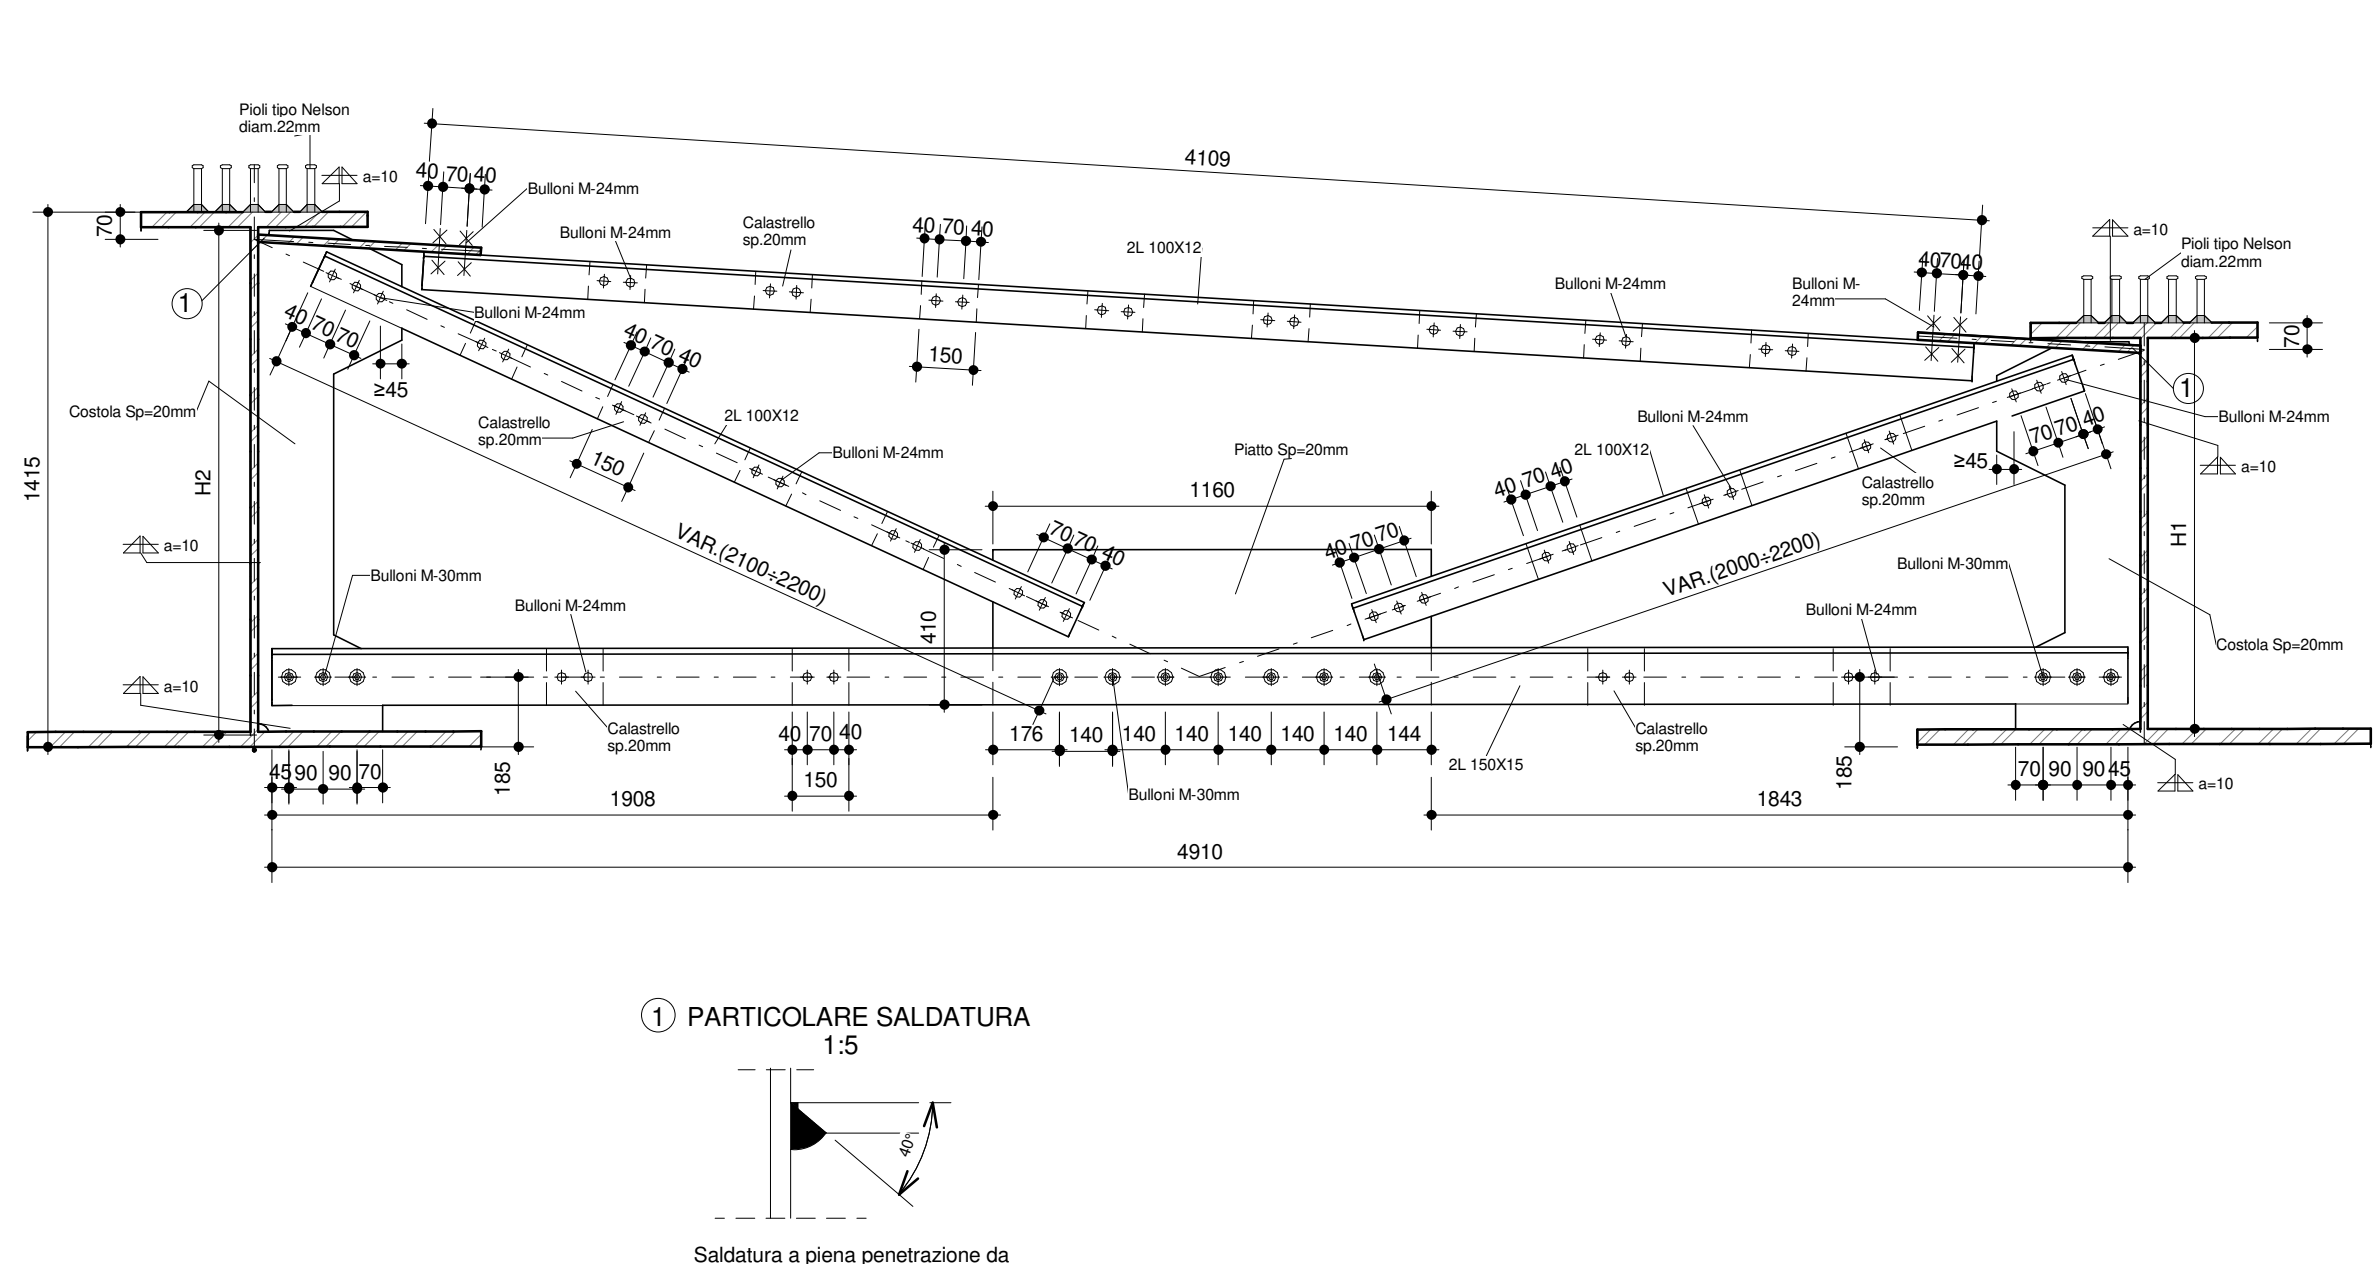 Pioli tipo Nelson
diam.22mm
a=10
40
70
40
Bulloni M-24mm
4109
70
Bulloni M-24mm
Calastrello
sp.20mm
40
70
40
2L 100X12
Bulloni M-24mm
Bulloni M-
24mm
40
70
40
a=10
Pioli tipo Nelson
diam.22mm
70
1
Bulloni M-24mm
40
70
70
≥45
40
70
40
150
1
Costola Sp=20mm
1415
H2
Calastrello
sp.20mm
2L 100X12
150
Bulloni M-24mm
Piatto Sp=20mm
1160
Bulloni M-24mm
2L 100X12
40
70
40
Calastrello
sp.20mm
≥45
70
70
40
Bulloni M-24mm
a=10
H1
a=10
VAR.(2100÷2200)
70
70
40
40
70
70
VAR.(2000÷2200)
Bulloni M-30mm
Bulloni M-30mm
Bulloni M-24mm
Bulloni M-24mm
410
Costola Sp=20mm
a=10
Calastrello
sp.20mm
Calastrello
sp.20mm
40
70
40
176
140
140
140
140
140
140
144
2L 150X15
45
90
90
70
185
150
Bulloni M-30mm
185
70
90
90
45
a=10
1908
1843
4910
1 PARTICOLARE SALDATURA
1:5
40°
Saldatura a piena penetrazione da